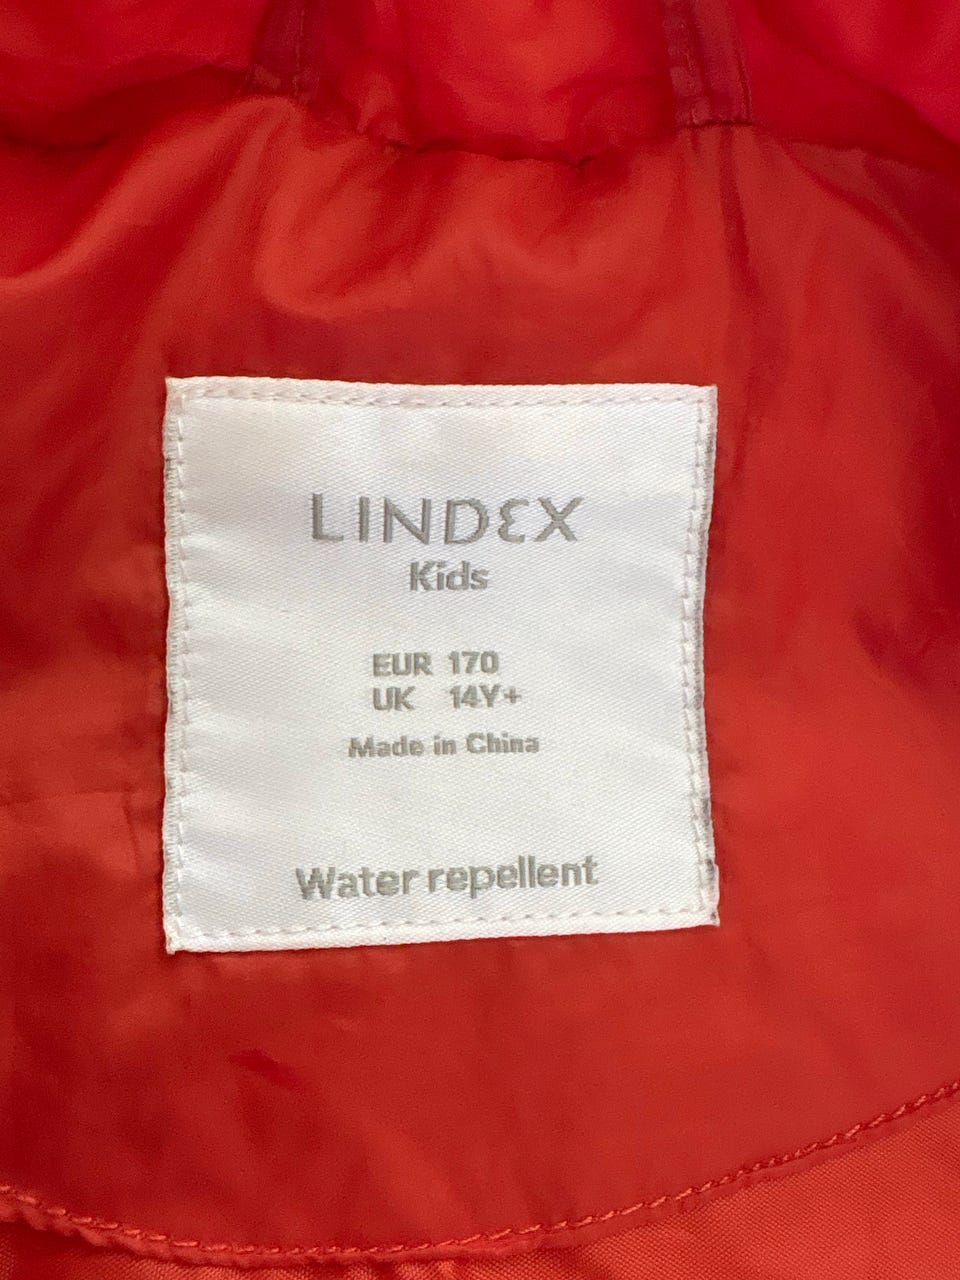 LINDEX
Kids
EUR 170
UK 14Y+
Made in China
Water repellent